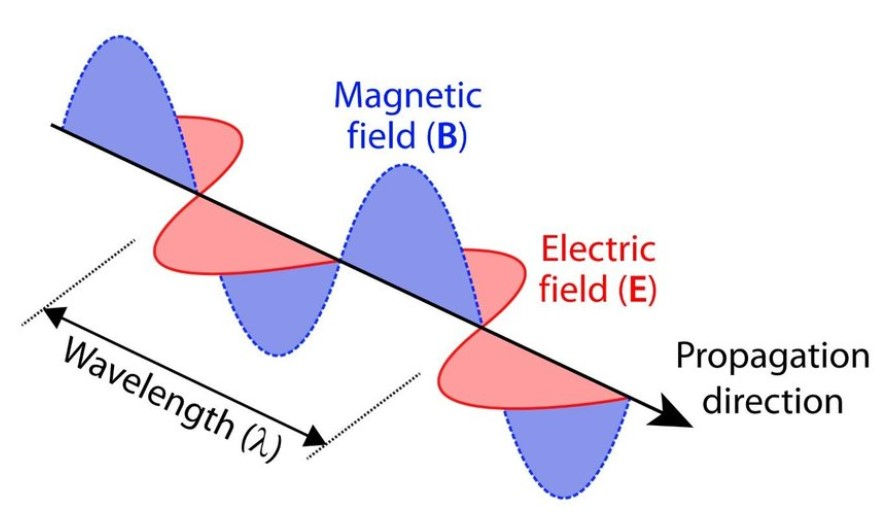 Magnetic
field (B)
Electric
field (E)
Propagation
direction
Wavelength (λ)